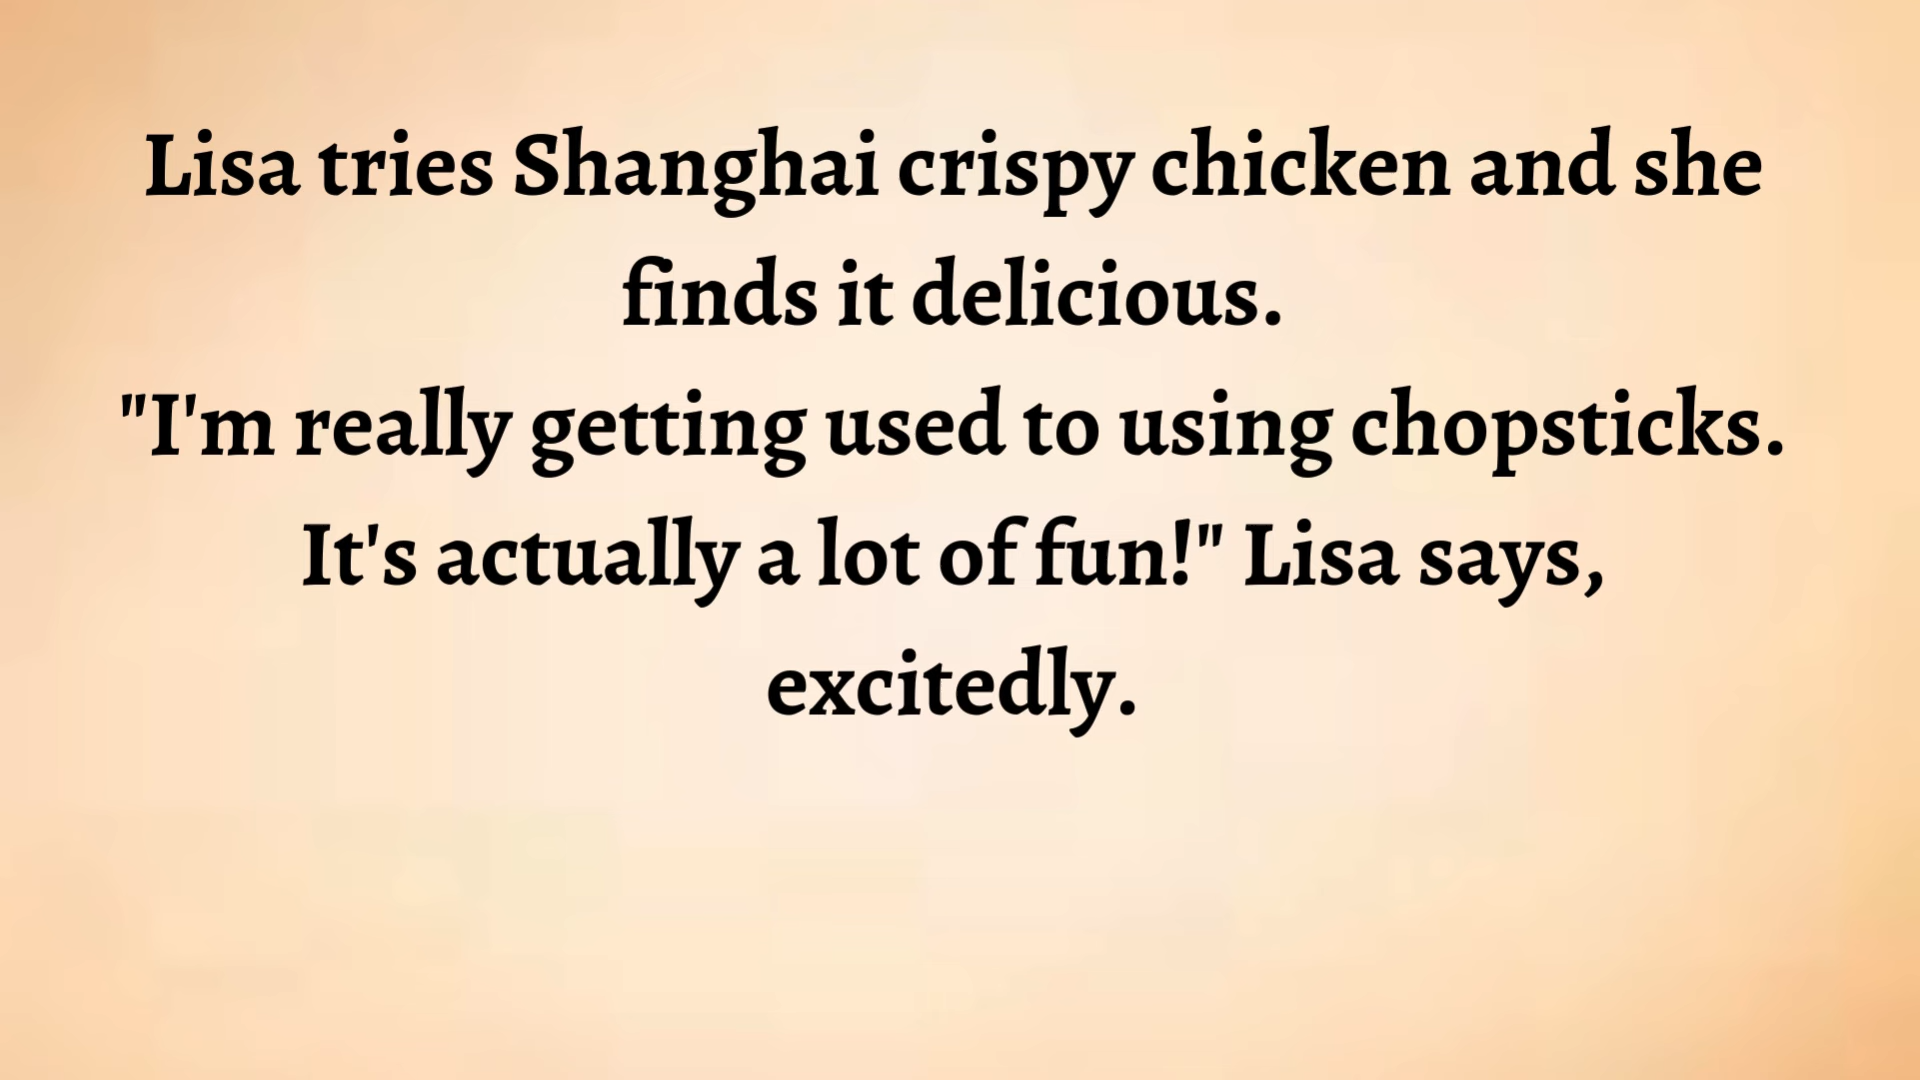 Lisa tries Shanghai crispy chicken and she
finds it delicious.
"I'm really getting used to using chopsticks.
It's actually a lot of fun!" Lisa says,
excitedly.